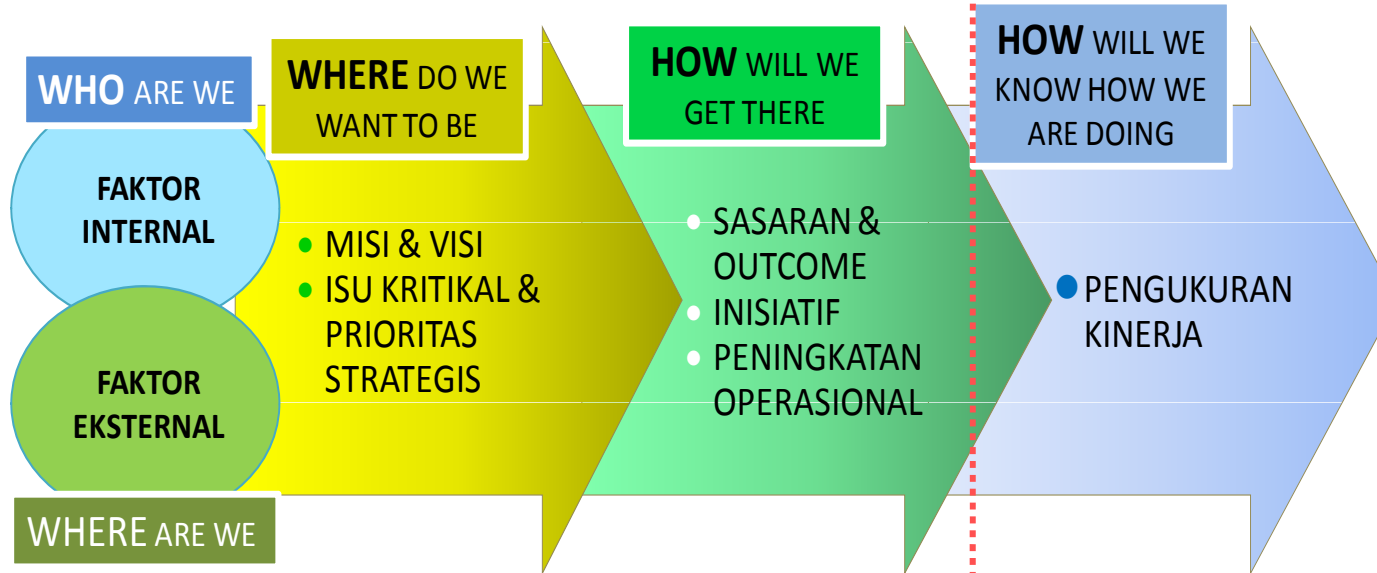 WHO ARE WE
FAKTOR
INTERNAL
FAKTOR
EKSTERNAL
WHERE ARE WE
WHERE DO WE
WANT TO BE
MISI & VISI
ISU KRITIKAL &
PRIORITAS
STRATEGIS
HOW WILL WE
GET THERE
SASARAN &
OUTCOME
INISIATIF
PENINGKATAN
OPERASIONAL
HOW WILL WE
KNOW HOW WE
ARE DOING
PENGUKURAN
KINERJA